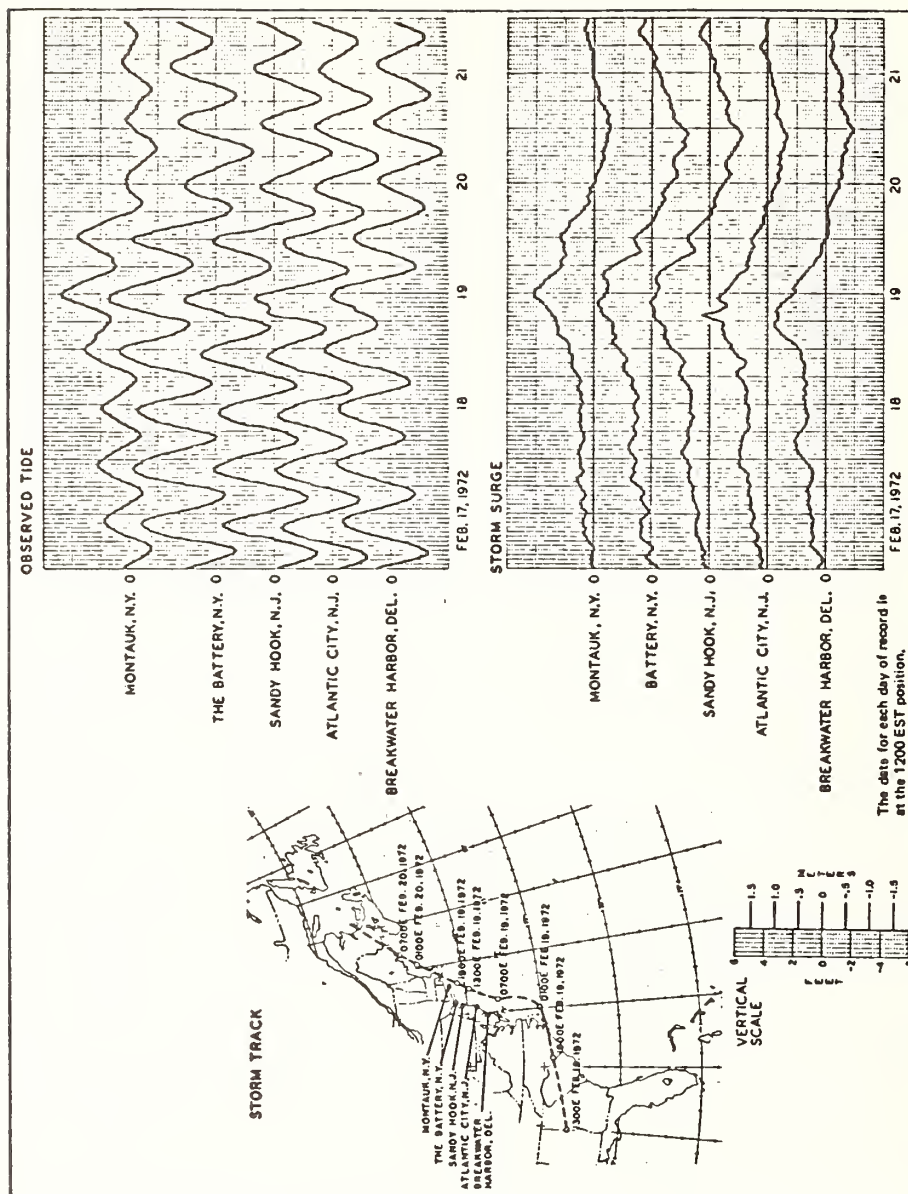 OBSERVED TIDE
MONTAUK, N.Y. 0
THE BATTERY, N.Y. 0
SANDY HOOK, N.J. 0
ATLANTIC CITY, N.J. 0
BREAKWATER HARBOR, DEL. 0
FEB. 17, 1972 18 19 20 21
STORM SURGE
MONTAUK, N.Y. 0
BATTERY, N.Y. 0
SANDY HOOK, N.J. 0
ATLANTIC CITY, N.J. 0
BREAKWATER HARBOR, DEL. 0
FEB. 17, 1972 18 19 20 21
The date for each day of record is
at the 1200 EST position.
STORM TRACK
MONTAUK, N.Y.
THE BATTERY, N.Y.
SANDY HOOK, N.J.
ATLANTIC CITY, N.J.
BREAKWATER
HARBOR, DEL.
0700E FEB. 20, 1972
0100E FEB. 20, 1972
1900E FEB. 19, 1972
1300E FEB. 19, 1972
0700E FEB. 19, 1972
0100E FEB. 19, 1972
1900E FEB. 18, 1972
1300E FEB. 18, 1972
VERTICAL
SCALE
FEET
6
4
2
0
-2
-4
METERS
1.5
1.0
.5
0
-.5
-1.0
-1.5